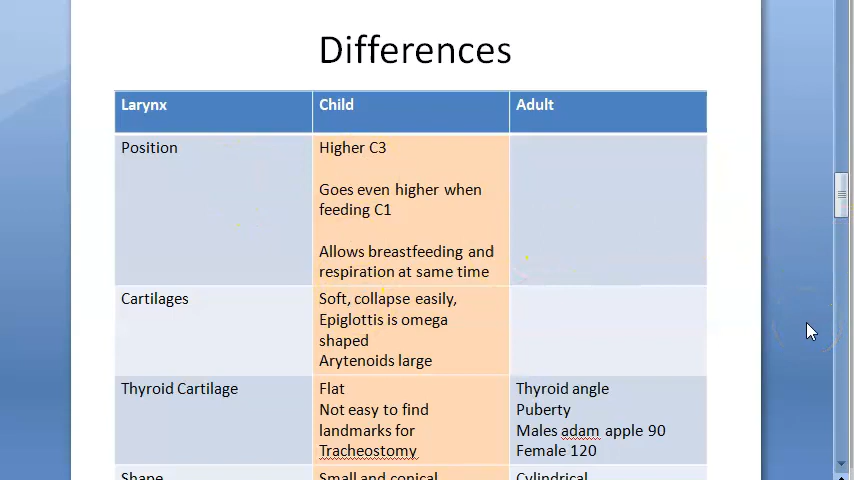 Differences
Larynx Child Adult
Position
Higher C3
Goes even higher when
feeding C1
Allows breastfeeding and
respiration at same time
Cartilages
Soft, collapse easily,
Epiglottis is omega
shaped
Arytenoids large
Thyroid Cartilage
Flat
Not easy to find
landmarks for
Tracheostomy
Thyroid angle
Puberty
Males adam apple 90
Female 120
Shape
Small and conical
Cylindrical